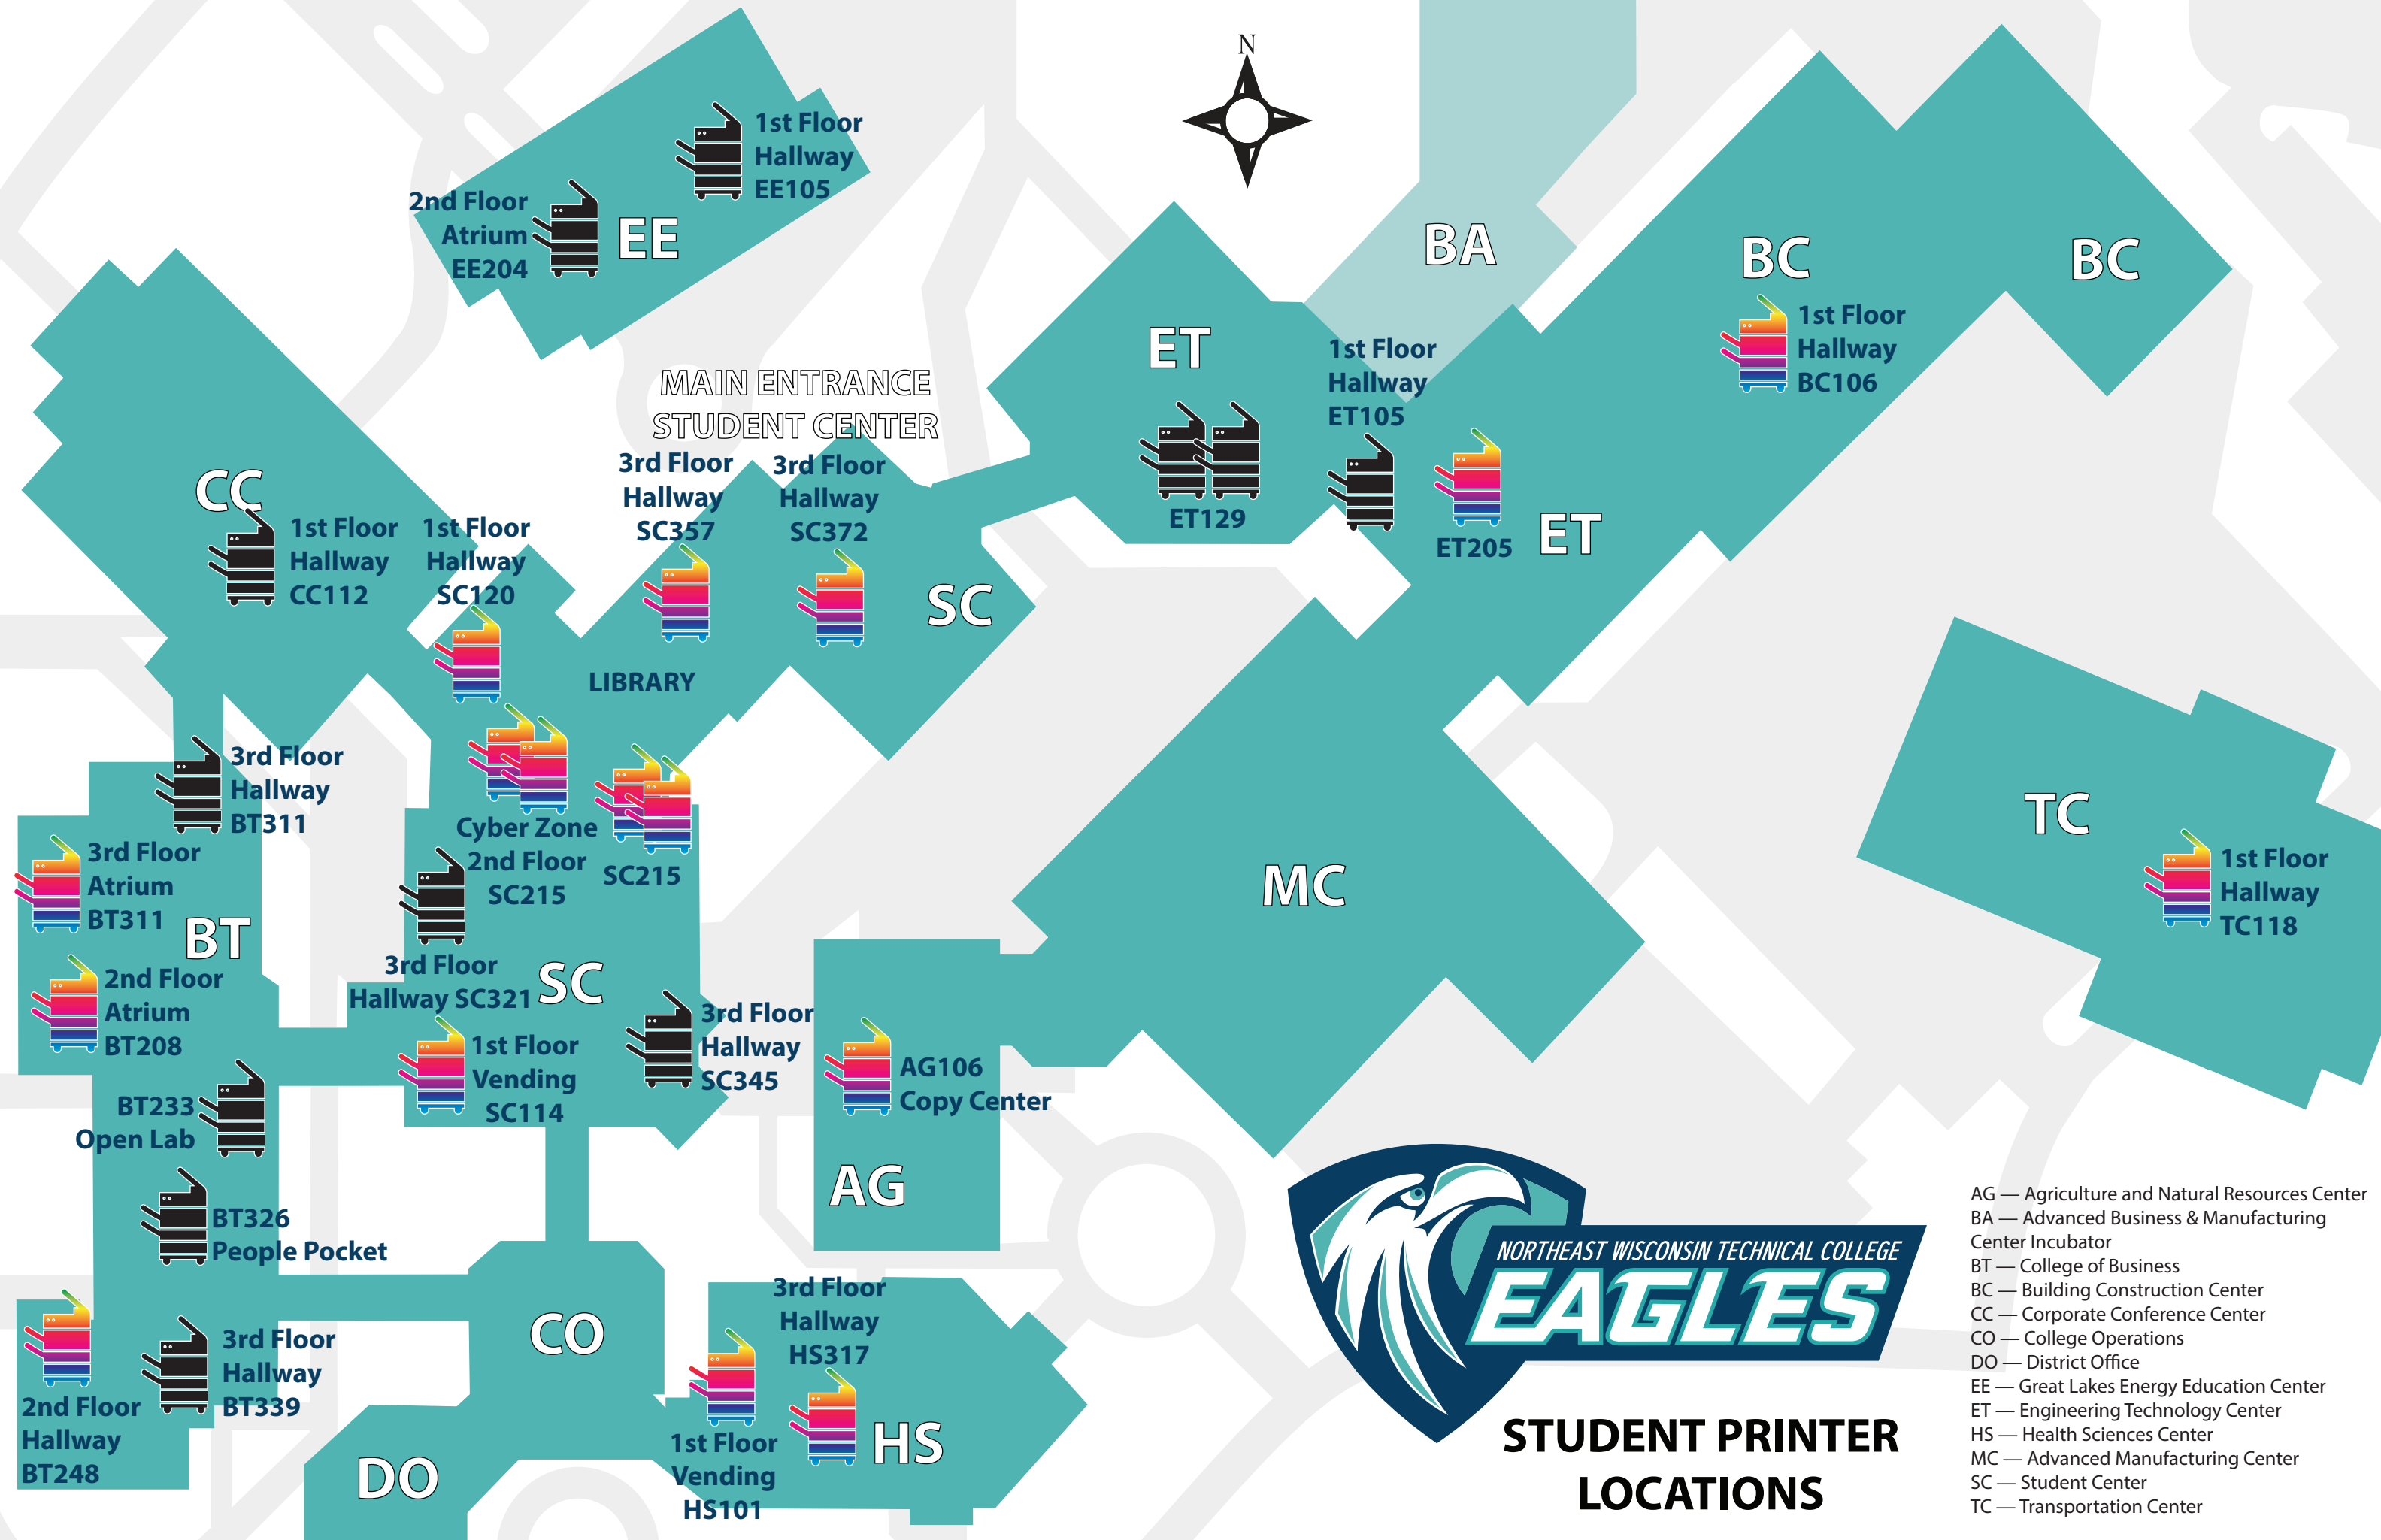 N
1st Floor
Hallway
EE105
2nd Floor
Atrium
EE204
EE
BA
BC
BC
1st Floor
Hallway
BC106
ET
1st Floor
Hallway
ET105
ET129
ET205
ET
MAIN ENTRANCE
STUDENT CENTER
3rd Floor
Hallway
SC357
3rd Floor
Hallway
SC372
SC
CC
1st Floor
Hallway
CC112
1st Floor
Hallway
SC120
LIBRARY
3rd Floor
Hallway
BT311
3rd Floor
Atrium
BT311
BT
2nd Floor
Atrium
BT208
Cyber Zone
2nd Floor
SC215
SC215
3rd Floor
Hallway SC321
SC
1st Floor
Vending
SC114
3rd Floor
Hallway
SC345
MC
TC
1st Floor
Hallway
TC118
AG106
Copy Center
AG
BT233
Open Lab
BT326
People Pocket
2nd Floor
Hallway
BT248
3rd Floor
Hallway
BT339
CO
DO
3rd Floor
Hallway
HS317
1st Floor
Vending
HS101
HS
NORTHEAST WISCONSIN TECHNICAL COLLEGE
EAGLES
STUDENT PRINTER
LOCATIONS
AG — Agriculture and Natural Resources Center
BA — Advanced Business & Manufacturing
Center Incubator
BT — College of Business
BC — Building Construction Center
CC — Corporate Conference Center
CO — College Operations
DO — District Office
EE — Great Lakes Energy Education Center
ET — Engineering Technology Center
HS — Health Sciences Center
MC — Advanced Manufacturing Center
SC — Student Center
TC — Transportation Center